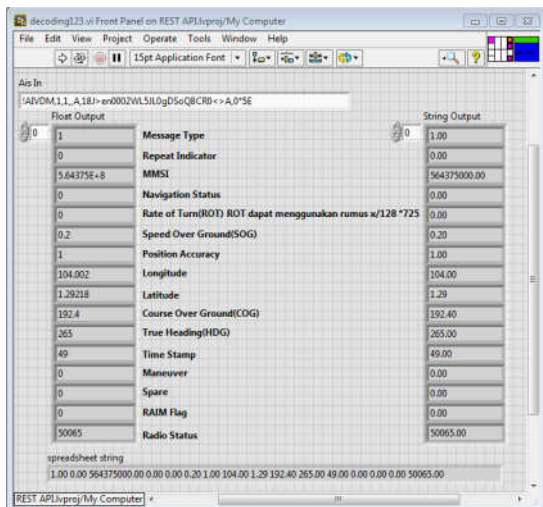 decoding123.vi Front Panel on REST API.lvproj/My Computer
File Edit View Project Operate Tools Window Help
15pt Application Font
Ais In
!AIVDM,1,1,,A,18J>en0002WL5JL0gDSoQ8CR0<>A,0*5E
Float Output String Output
0 1 Message Type 0 1.00
0 Repeat Indicator 0.00
5.64375E+8 MMSI 564375000.00
0 Navigation Status 0.00
0 Rate of Turn(ROT) ROT dapat menggunakan rumus x/128 *725 0.00
0.2 Speed Over Ground(SOG) 0.20
1 Position Accuracy 1.00
104.002 Longitude 104.00
1.29218 Latitude 1.29
192.4 Course Over Ground(COG) 192.40
265 True Heading(HDG) 265.00
49 Time Stamp 49.00
0 Maneuver 0.00
0 Spare 0.00
0 RAIM Flag 0.00
50065 Radio Status 50065.00
spreadsheet string
1.00 0.00 564375000.00 0.00 0.00 0.20 1.00 104.00 1.29 192.40 265.00 49.00 0.00 0.00 0.00 50065.00
REST API.lvproj/My Computer